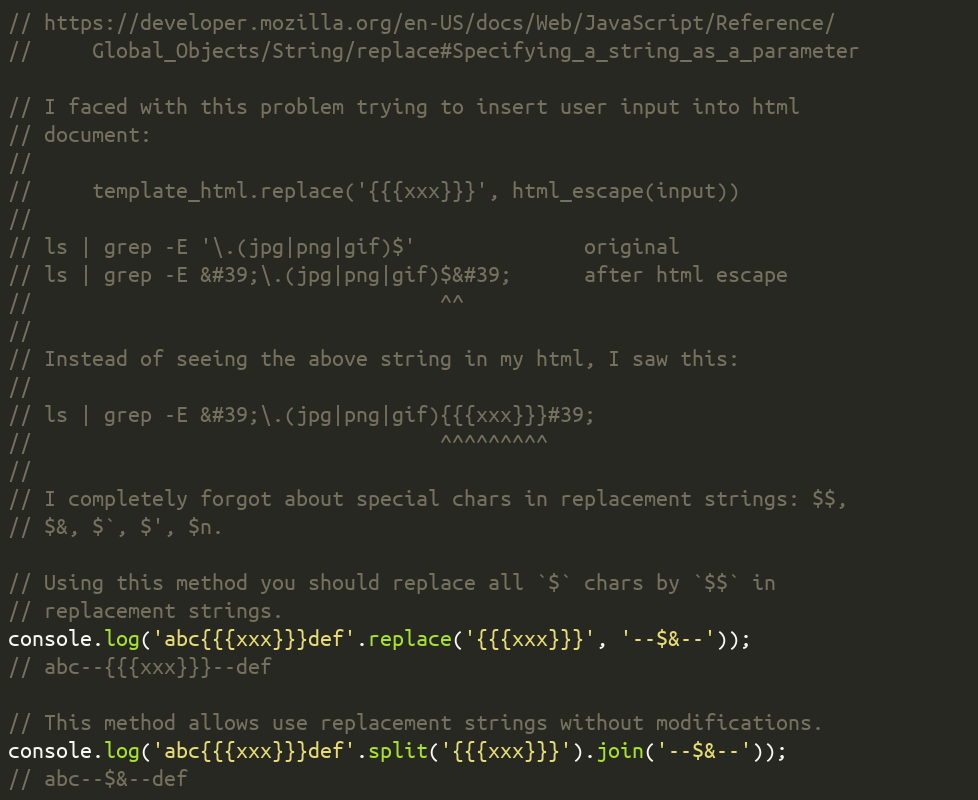 // https://developer.mozilla.org/en-US/docs/Web/JavaScript/Reference/
//     Global_Objects/String/replace#Specifying_a_string_as_a_parameter

// I faced with this problem trying to insert user input into html
// document:
//
//     template_html.replace('{{{xxx}}}', html_escape(input))
//
// ls | grep -E '\.(jpg|png|gif)$'              original
// ls | grep -E &#39;\.(jpg|png|gif)$&#39;      after html escape
//                                  ^^
//
// Instead of seeing the above string in my html, I saw this:
//
// ls | grep -E &#39;\.(jpg|png|gif){{{xxx}}}#39;
//                                  ^^^^^^^^^
//
// I completely forgot about special chars in replacement strings: $$,
// $&, $`, $', $n.

// Using this method you should replace all `$` chars by `$$` in
// replacement strings.
console.log('abc{{{xxx}}}def'.replace('{{{xxx}}}', '--$&--'));
// abc--{{{xxx}}}--def

// This method allows use replacement strings without modifications.
console.log('abc{{{xxx}}}def'.split('{{{xxx}}}').join('--$&--'));
// abc--$&--def